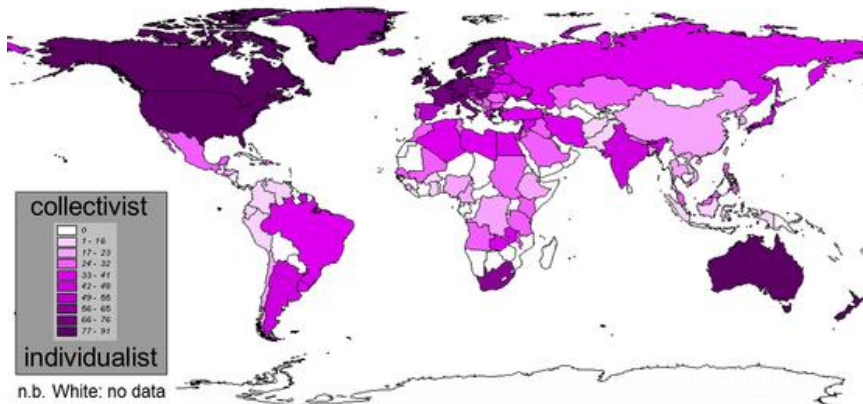 collectivist
0
1 - 16
17 - 23
24 - 32
33 - 41
42 - 48
49 - 55
56 - 65
66 - 76
77 - 91
individualist
n.b. White: no data